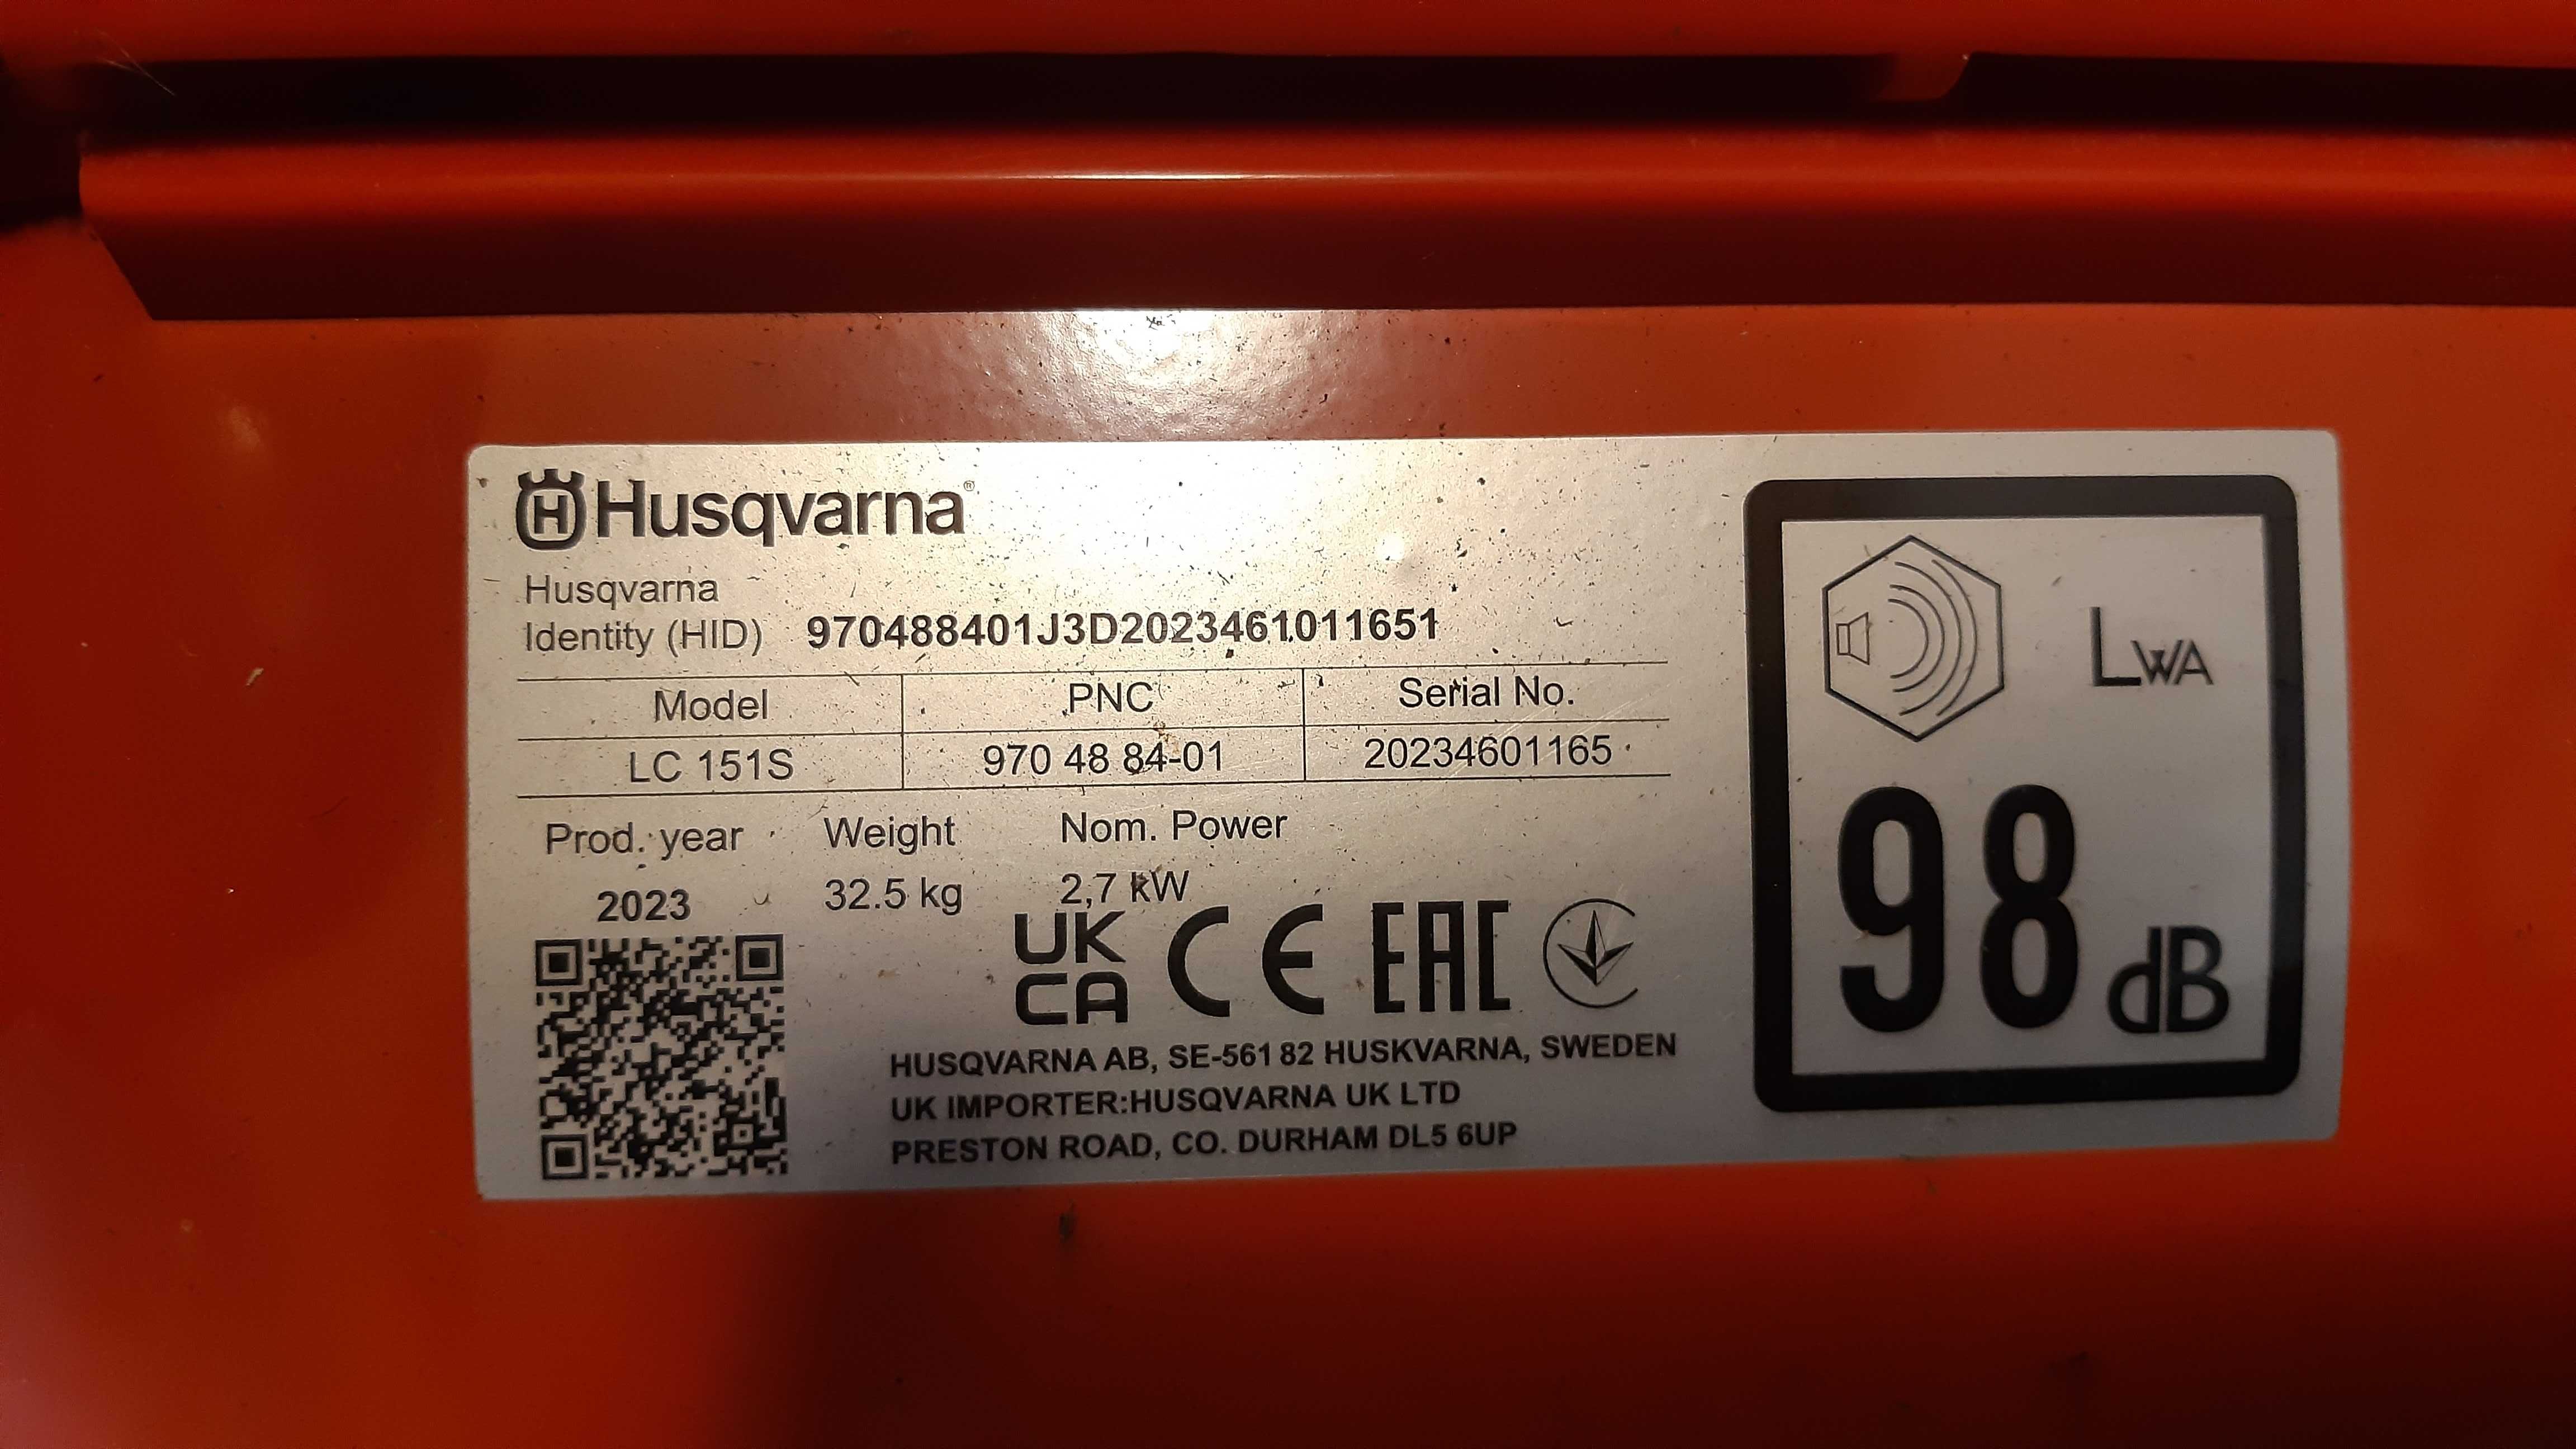 Husqvarna®
Husqvarna
Identity (HID) 970488401J3D2023461011651
Model PNC Serial No.
LC 151S 970 48 84-01 20234601165
Prod. year Weight Nom. Power
2023 32.5 kg 2,7 kW
UK
CA CE EAC
HUSQVARNA AB, SE-561 82 HUSKVARNA, SWEDEN
UK IMPORTER:HUSQVARNA UK LTD
PRESTON ROAD, CO. DURHAM DL5 6UP
LWA
98 dB